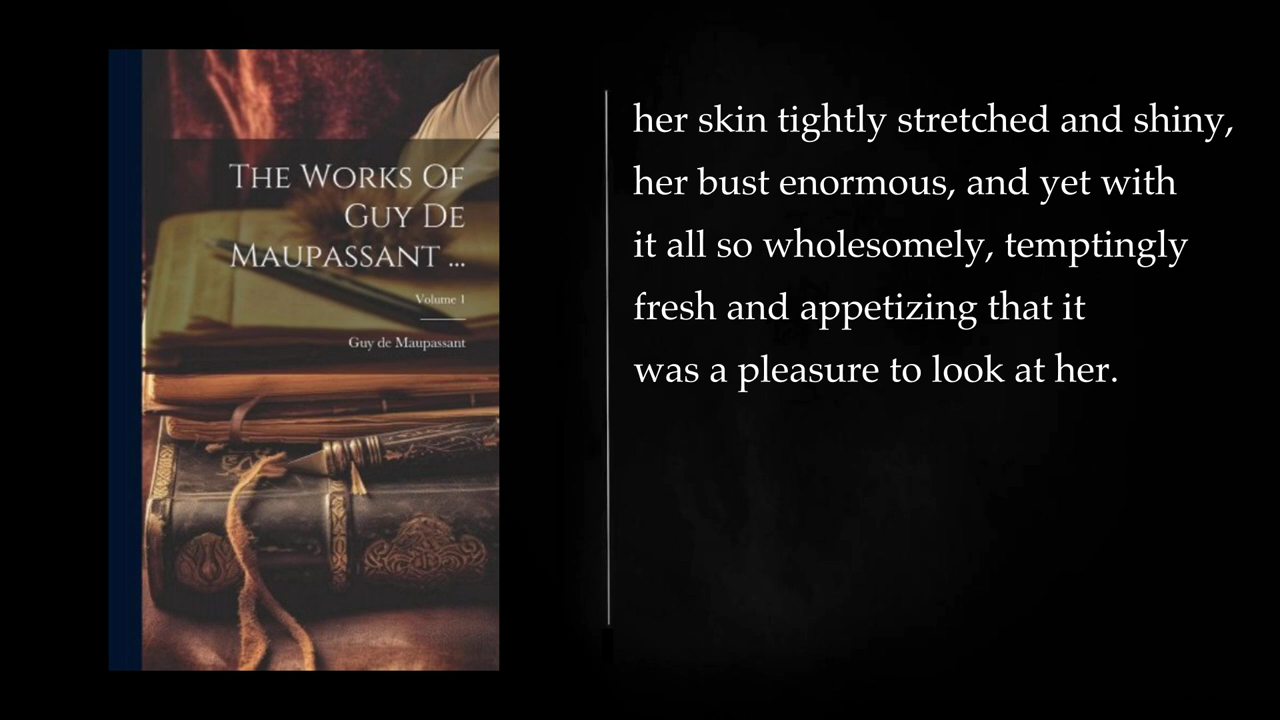 THE WORKS OF
GUY DE
MAUPASSANT ...
Volume 1
Guy de Maupassant
her skin tightly stretched and shiny,
her bust enormous, and yet with
it all so wholesomely, temptingly
fresh and appetizing that it
was a pleasure to look at her.